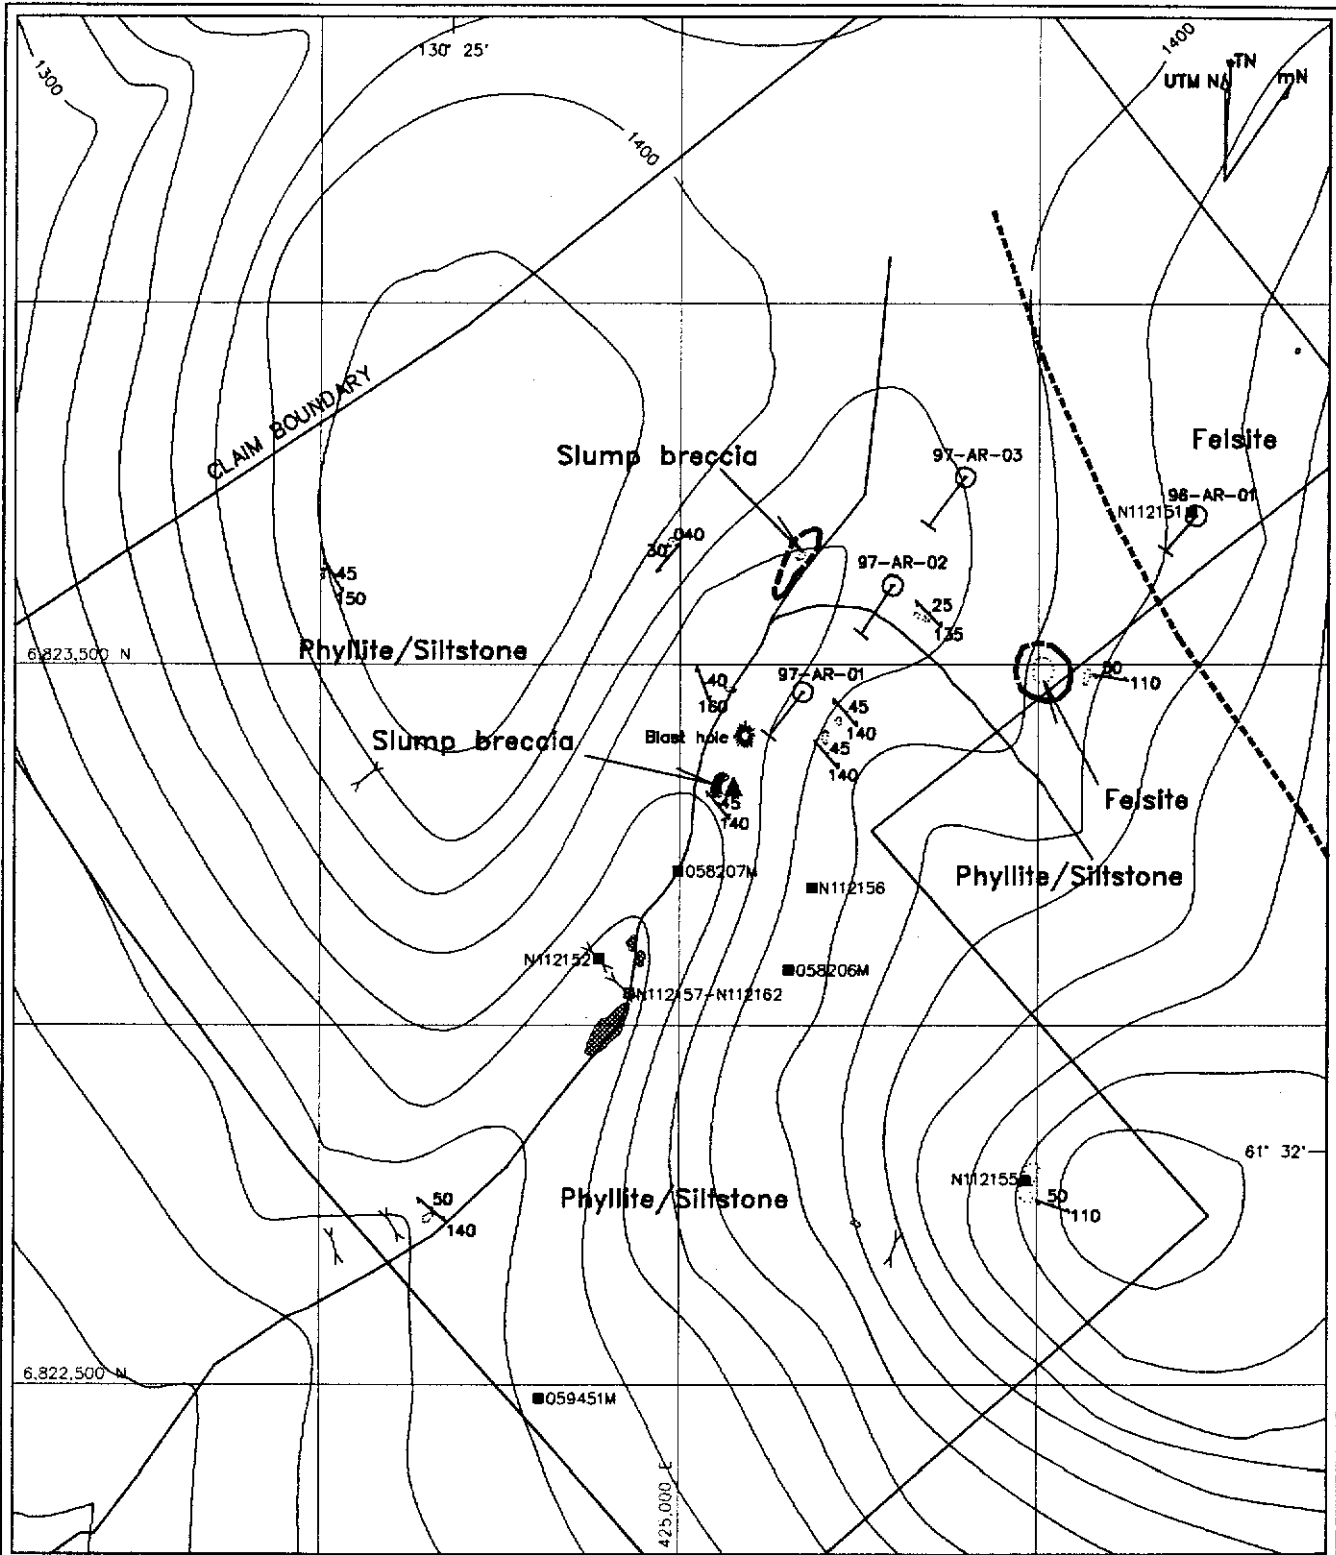 130° 25'
1300
1400
1400
UTM N
TN
mN
CLAIM BOUNDARY
Slump breccia
97-AR-03
Felsite
98-AR-01
N112151
040
30
97-AR-02
45
150
25
135
Phyllite/Siltstone
6,823,500 N
40
160
97-AR-01
110
45
140
Blast hole
Slump breccia
45
140
45
140
Felsite
058207M
N112156
Phyllite/Siltstone
N112152
058206M
N112157-N112162
61° 32'
N112155
50
110
Phyllite/Siltstone
50
140
6,822,500 N
059451M
425,000 E